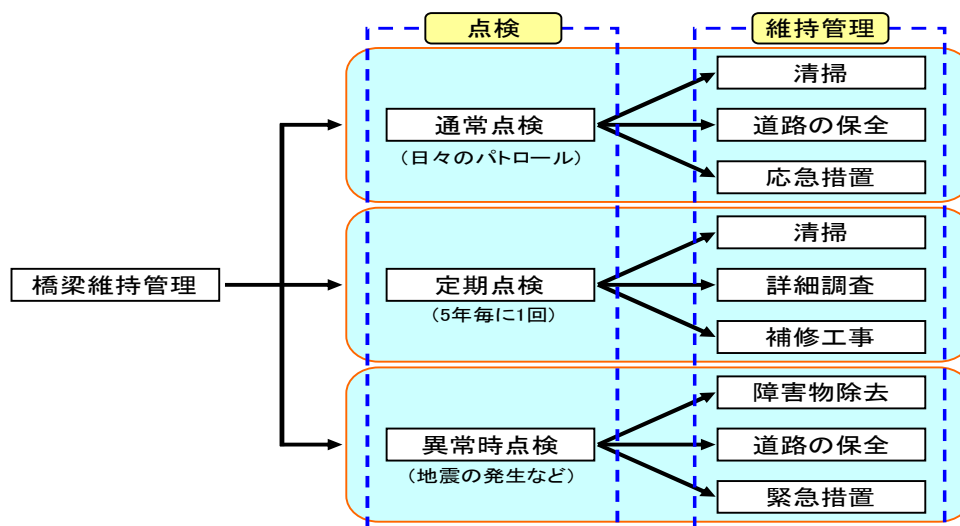 点検
維持管理
清掃
通常点検
(日々のパトロール)
道路の保全
応急措置
橋梁維持管理
清掃
定期点検
(5年毎に1回)
詳細調査
補修工事
障害物除去
異常時点検
(地震の発生など)
道路の保全
緊急措置